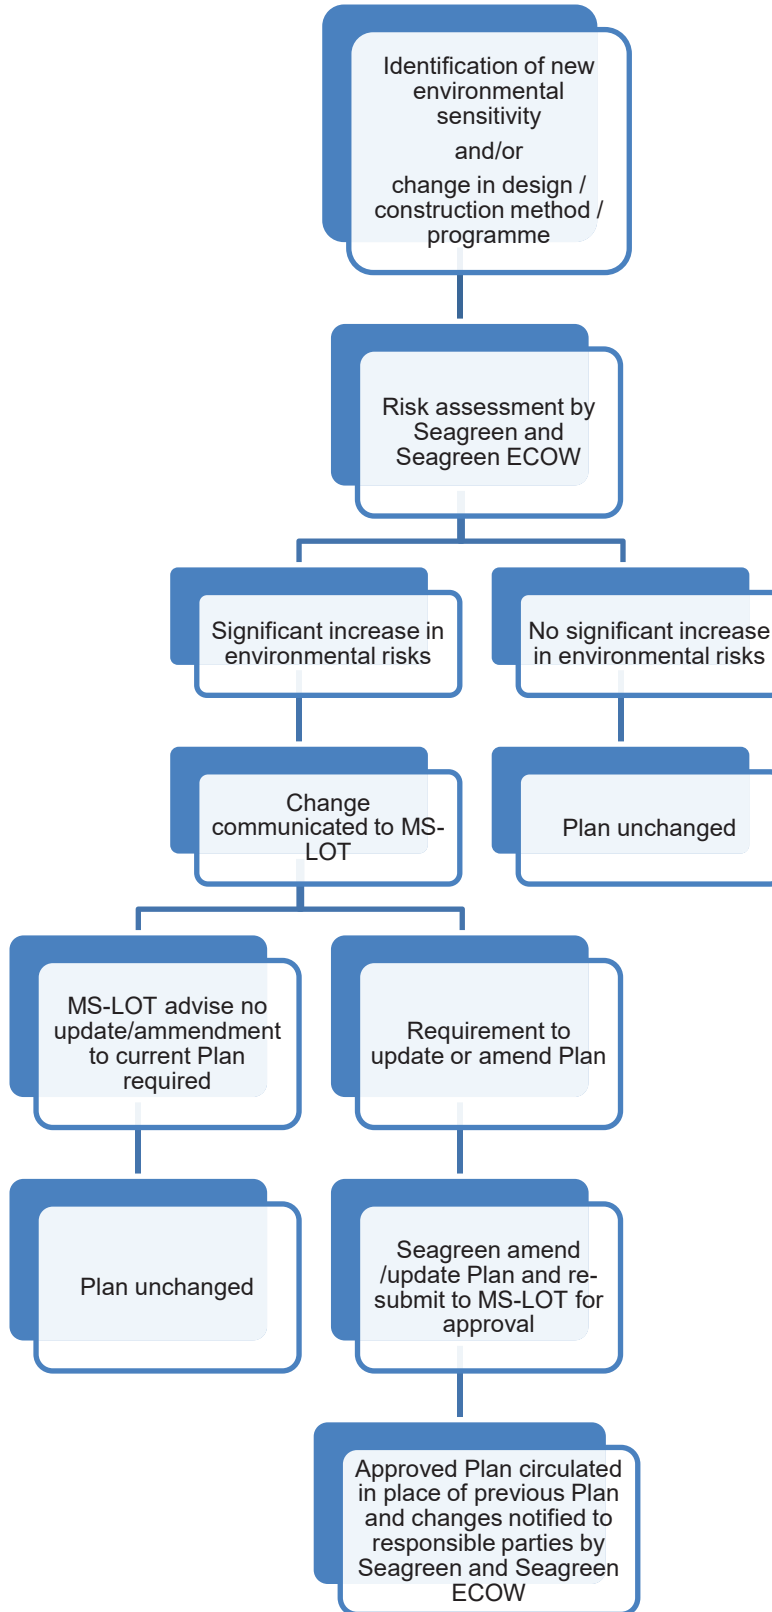 Identification of new
environmental
sensitivity
and/or
change in design /
construction method /
programme
Risk assessment by
Seagreen and
Seagreen ECOW
Significant increase in
environmental risks
No significant increase
in environmental risks
Change
communicated to MS-
LOT
Plan unchanged
MS-LOT advise no
update/ammendment
to current Plan
required
Requirement to
update or amend Plan
Plan unchanged
Seagreen amend
/update Plan and re-
submit to MS-LOT for
approval
Approved Plan circulated
in place of previous Plan
and changes notified to
responsible parties by
Seagreen and Seagreen
ECOW